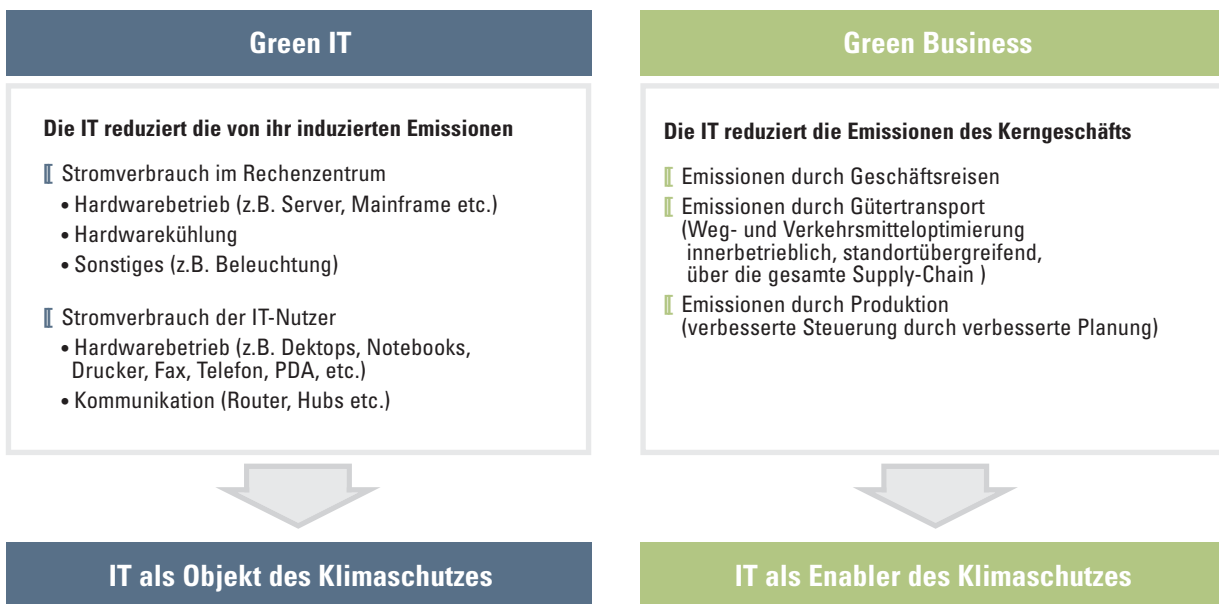 Green IT
Die IT reduziert die von ihr induzierten Emissionen
Stromverbrauch im Rechenzentrum
• Hardwarebetrieb (z.B. Server, Mainframe etc.)
• Hardwarekühlung
• Sonstiges (z.B. Beleuchtung)
Stromverbrauch der IT-Nutzer
• Hardwarebetrieb (z.B. Dektops, Notebooks,
Drucker, Fax, Telefon, PDA, etc.)
• Kommunikation (Router, Hubs etc.)
IT als Objekt des Klimaschutzes
Green Business
Die IT reduziert die Emissionen des Kerngeschäfts
Emissionen durch Geschäftsreisen
Emissionen durch Gütertransport
(Weg- und Verkehrsmitteloptimierung
innerbetrieblich, standortübergreifend,
über die gesamte Supply-Chain )
Emissionen durch Produktion
(verbesserte Steuerung durch verbesserte Planung)
IT als Enabler des Klimaschutzes